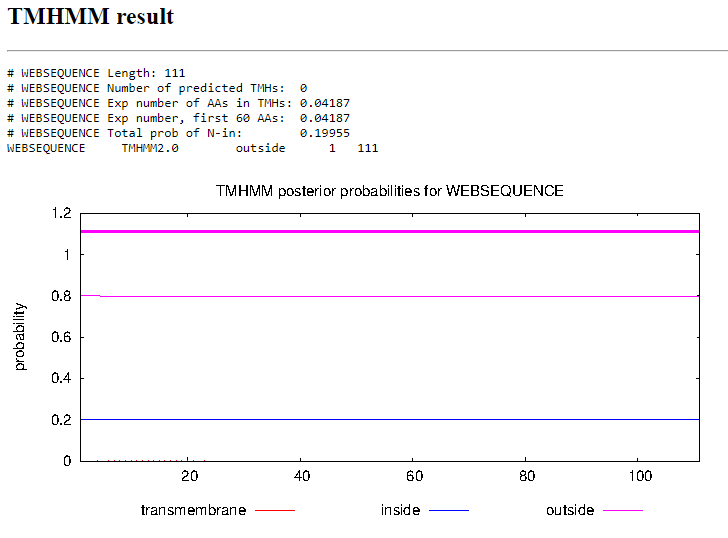 TMHMM result
# WEBSEQUENCE Length: 111
# WEBSEQUENCE Number of predicted TMHs:  0
# WEBSEQUENCE Exp number of AAs in TMHs: 0.04187
# WEBSEQUENCE Exp number, first 60 AAs:  0.04187
# WEBSEQUENCE Total prob of N-in:        0.19955
WEBSEQUENCE     TMHMM2.0        outside      1   111
TMHMM posterior probabilities for WEBSEQUENCE
1.2
1
0.8
0.6
0.4
0.2
0
probability
20 40 60 80 100
transmembrane inside outside